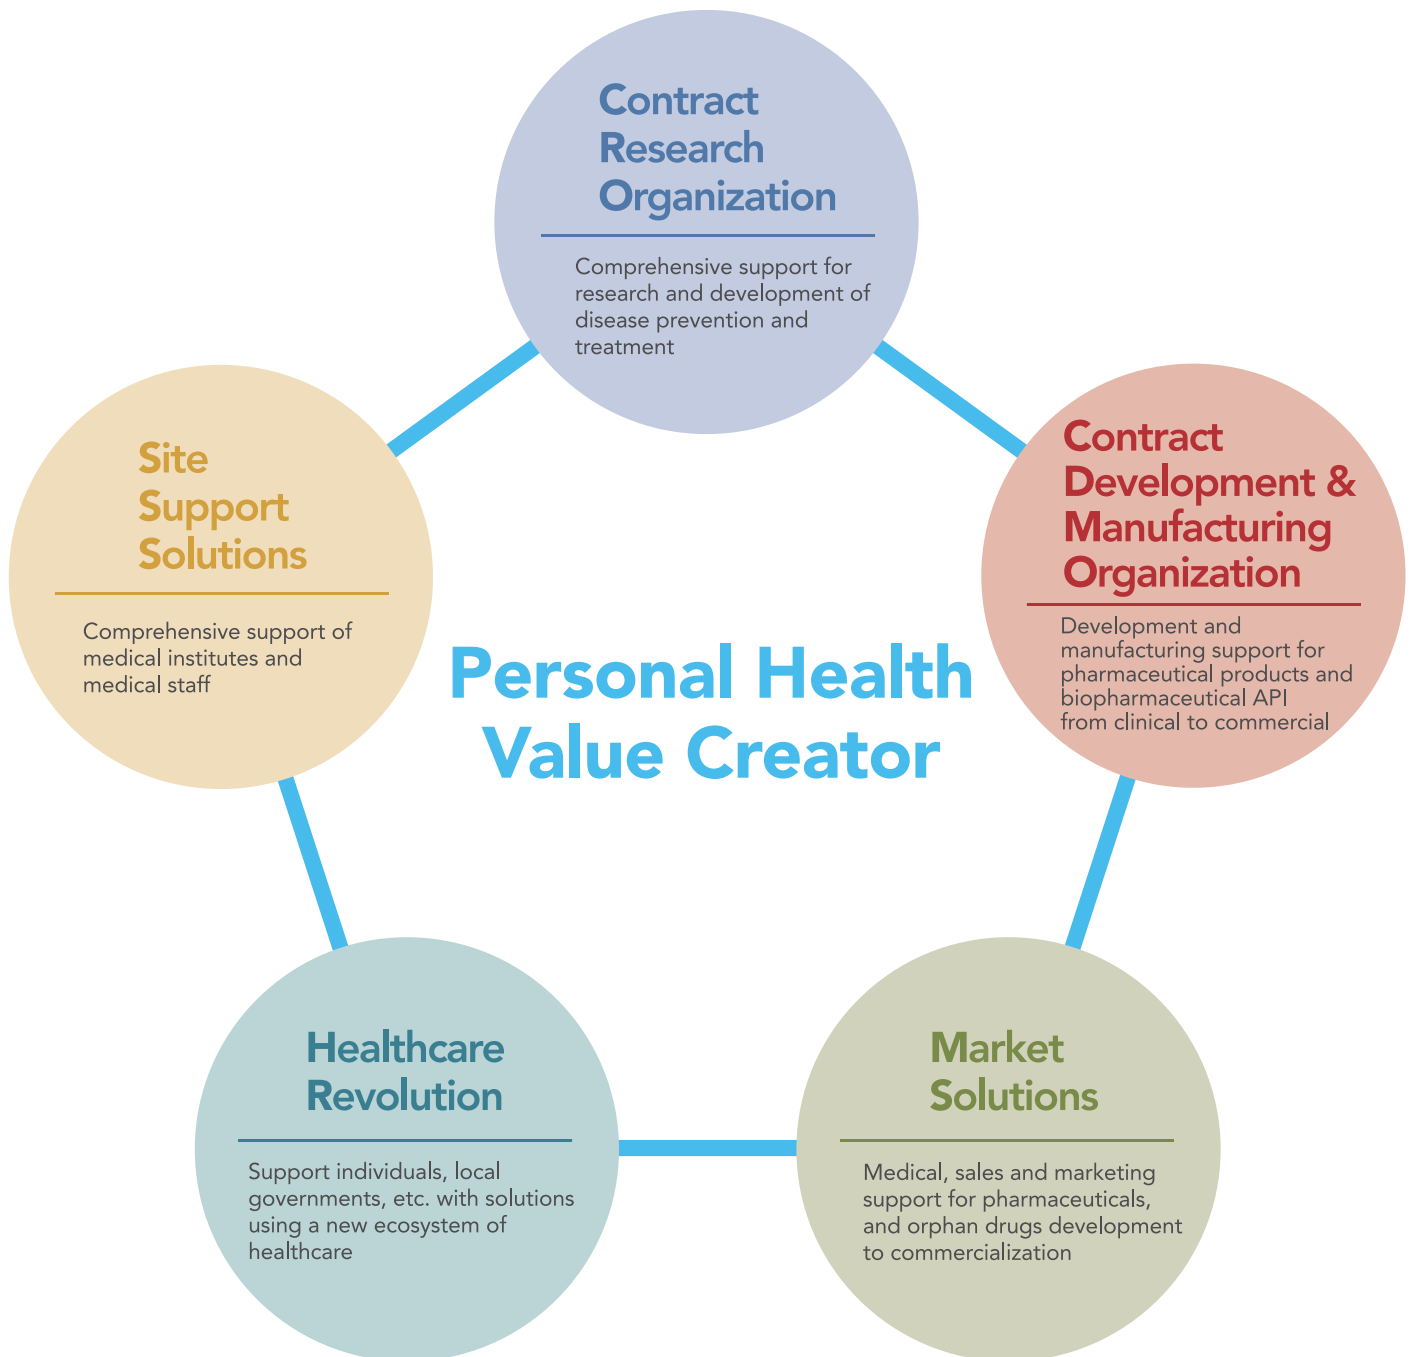 Contract
Research
Organization
Comprehensive support for
research and development of
disease prevention and
treatment
Site
Support
Solutions
Comprehensive support of
medical institutes and
medical staff
Contract
Development &
Manufacturing
Organization
Development and
manufacturing support for
pharmaceutical products and
biopharmaceutical API
from clinical to commercial
Personal Health
Value Creator
Healthcare
Revolution
Support individuals, local
governments, etc. with solutions
using a new ecosystem of
healthcare
Market
Solutions
Medical, sales and marketing
support for pharmaceuticals,
and orphan drugs development
to commercialization